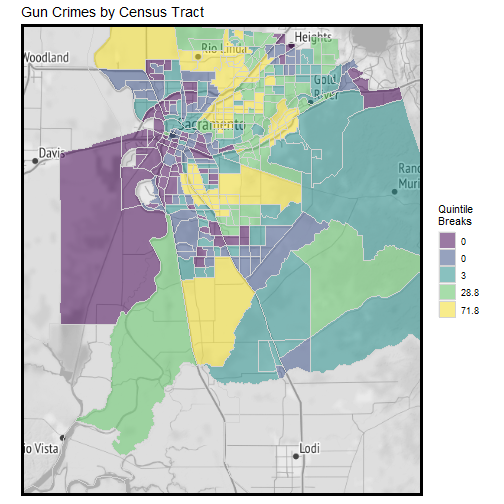 Gun Crimes by Census Tract
Woodland
Rio Linda
Heights
Gold
River
Sacramento
Davis
Ranc
Muri
Quintile
Breaks
0
0
3
28.8
71.8
io Vista
Lodi